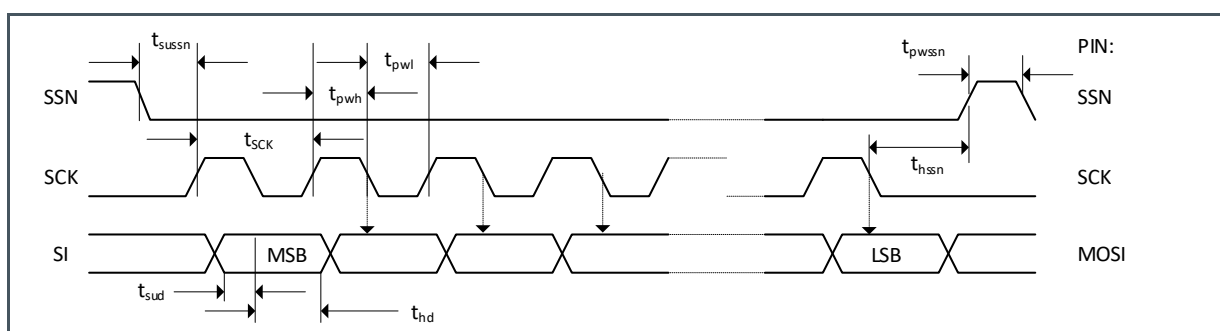 t_sussn
t_pwl
t_pwssn
PIN:
SSN
t_pwh
SSN
t_SCK
t_hssn
SCK
SCK
SI
MSB
LSB
MOSI
t_sud
t_hd